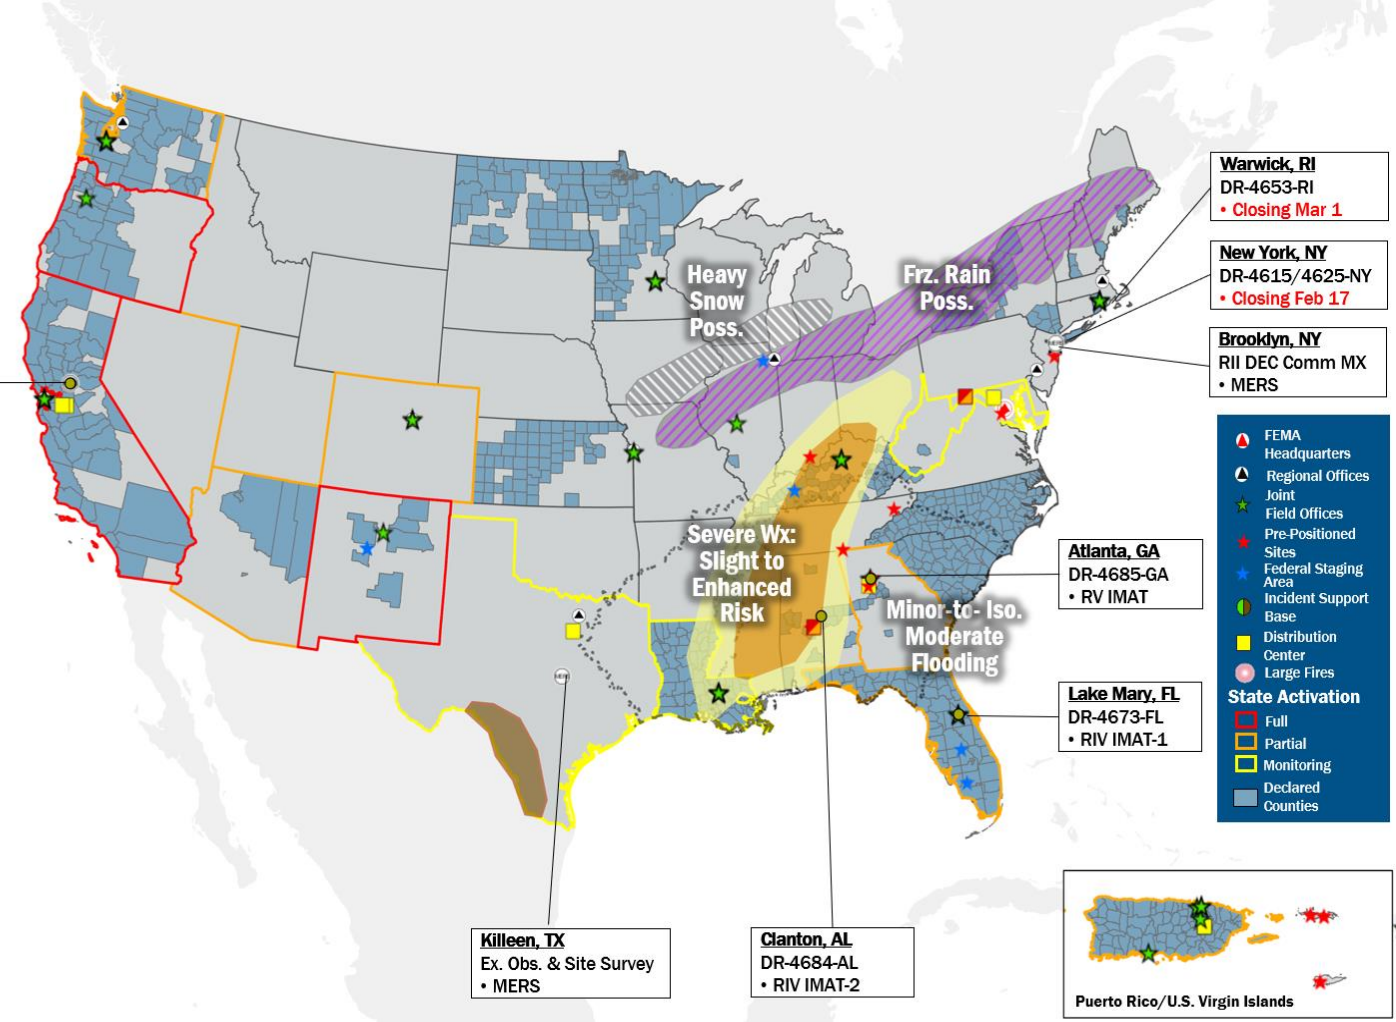 Warwick, RI
DR-4653-RI
• Closing Mar 1
New York, NY
DR-4615/4625-NY
• Closing Feb 17
Brooklyn, NY
RII DEC Comm MX
• MERS
Heavy
Snow
Poss.
Frz. Rain
Poss.
Severe Wx:
Slight to
Enhanced
Risk
Minor-to- Iso.
Moderate
Flooding
Atlanta, GA
DR-4685-GA
• RV IMAT
Lake Mary, FL
DR-4673-FL
• RIV IMAT-1
Killeen, TX
Ex. Obs. & Site Survey
• MERS
Clanton, AL
DR-4684-AL
• RIV IMAT-2
FEMA
Headquarters
Regional Offices
Joint
Field Offices
Pre-Positioned
Sites
Federal Staging
Area
Incident Support
Base
Distribution
Center
Large Fires
State Activation
Full
Partial
Monitoring
Declared
Counties
Puerto Rico/U.S. Virgin Islands